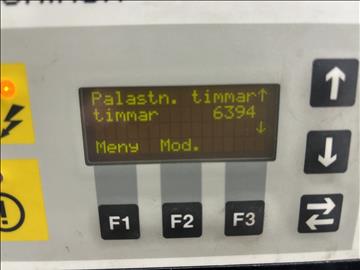 Palastn. timmar↑
timmar 6394
↓
Meny Mod.
↑
↓
F1 F2 F3